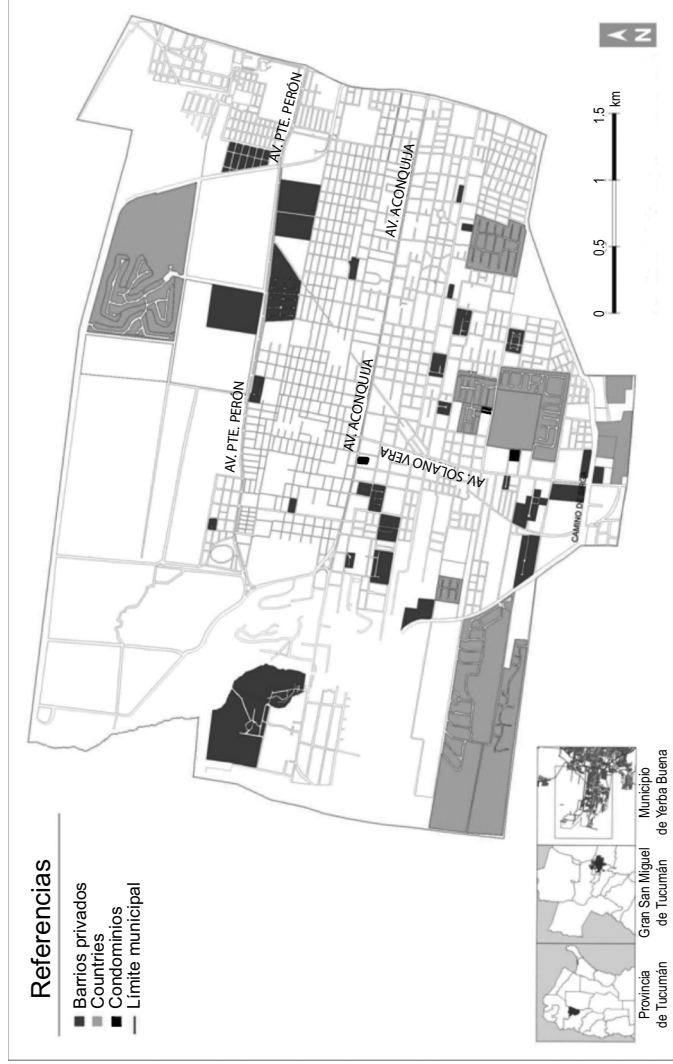 Referencias
Barrios privados
Countries
Condominios
Límite municipal
AV. PTE. PERÓN
AV. PTE. PERÓN
AV. ACONQUIJA
AV. ACONQUIJA
AV. SOLANO VERA
CAMINO DE
N
0 0.5 1 1.5
km
Provincia
de Tucumán
Gran San Miguel
de Tucumán
Municipio
de Yerba Buena